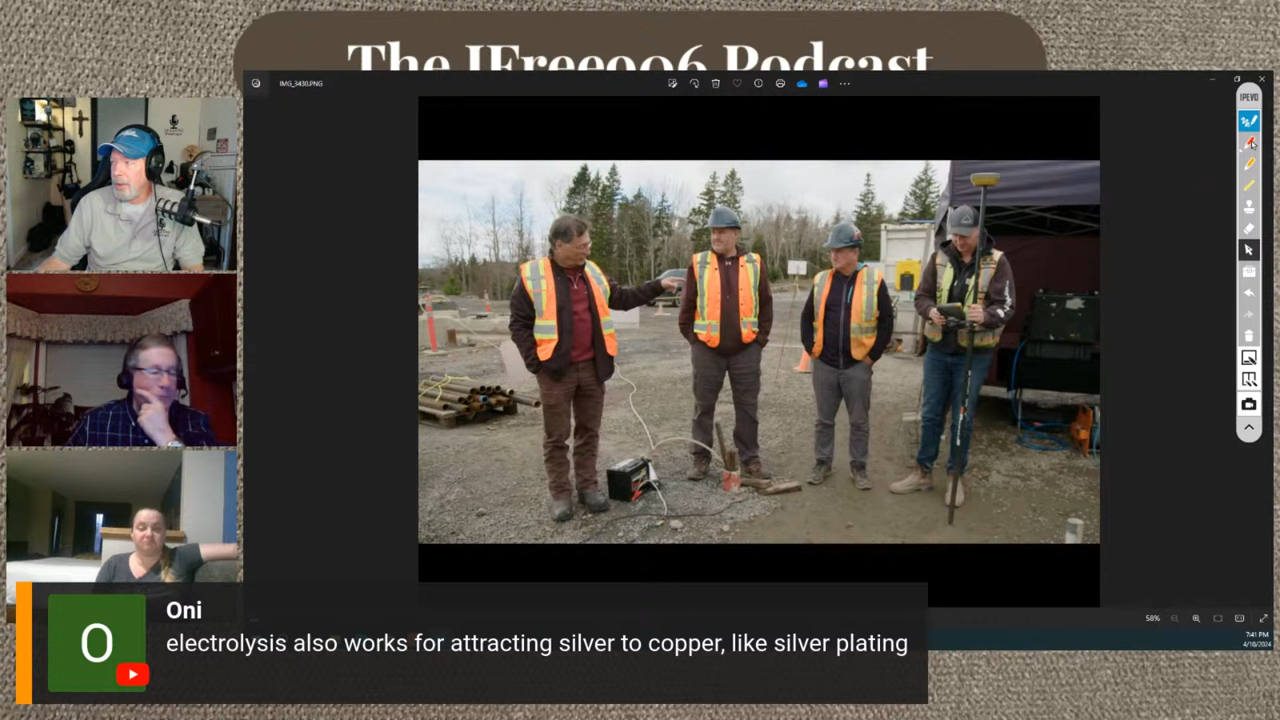 The JFree906 Podcast
IMG_3430.PNG
IPEVO
58%
7:41 PM
4/10/2024
O
Oni
electrolysis also works for attracting silver to copper, like silver plating